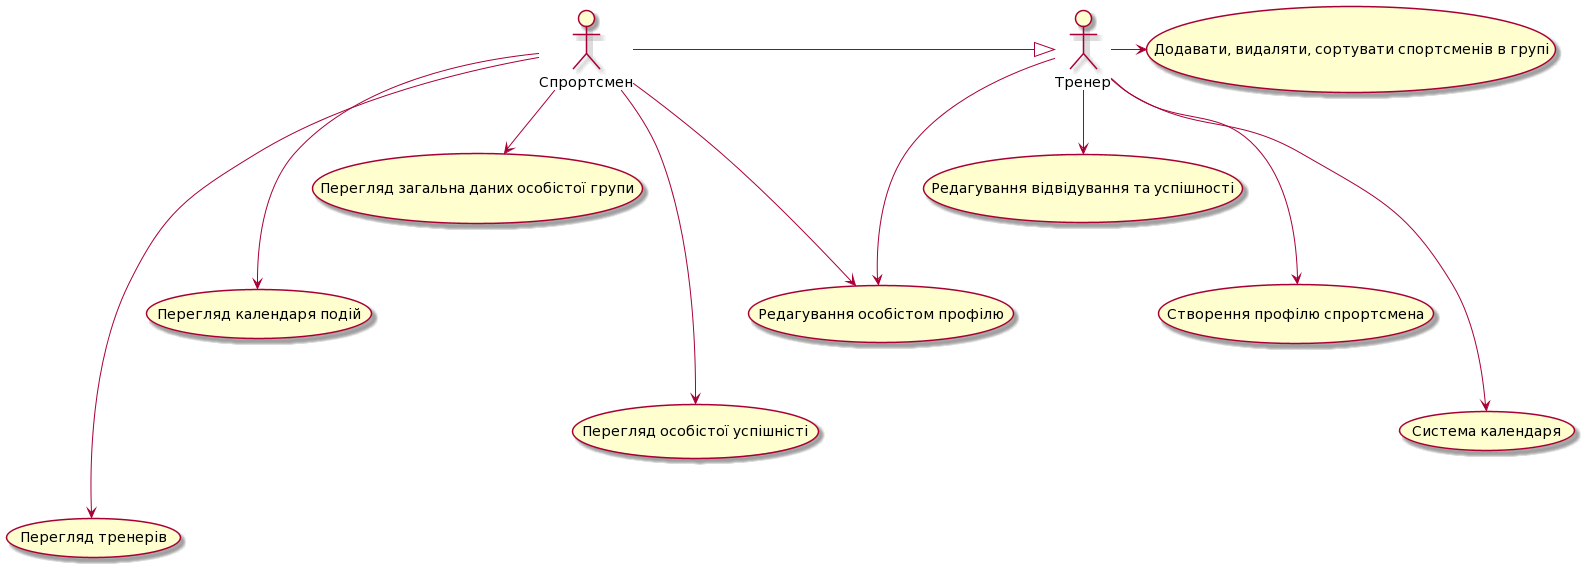 Спрортсмен
Тренер
Додавати, видаляти, сортувати спортсменів в групі
Перегляд загальна даних особістої групи
Редагування відвідування та успішності
Перегляд календаря подій
Редагування особістом профілю
Створення профілю спрортсмена
Перегляд особістої успішністі
Система календаря
Перегляд тренерів